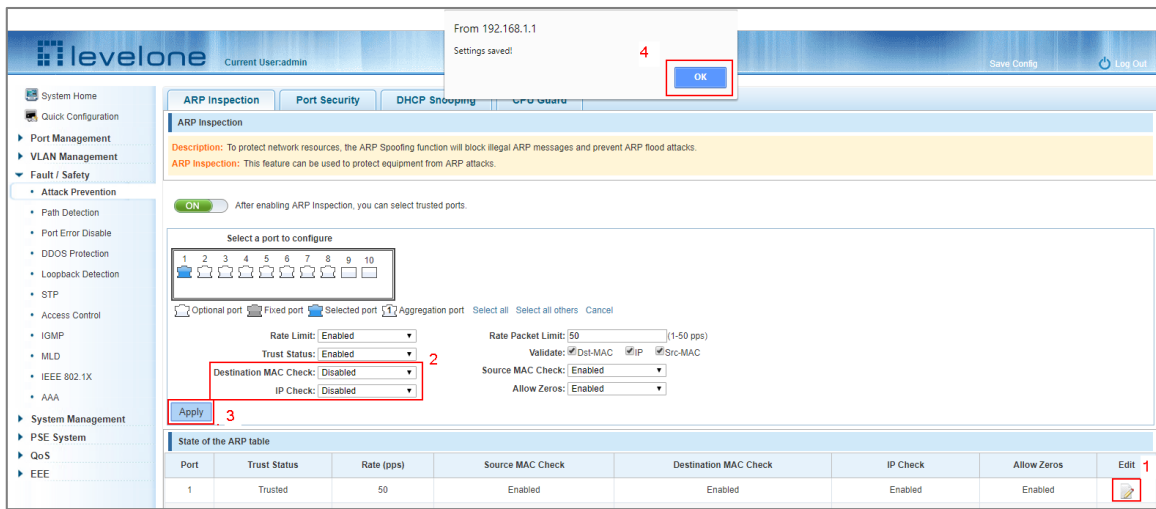 From 192.168.1.1
Settings saved!
4
OK
levelone
Current User:admin
Save Config
Log Out
System Home
Quick Configuration
Port Management
VLAN Management
Fault / Safety
Attack Prevention
Path Detection
Port Error Disable
DDOS Protection
Loopback Detection
STP
Access Control
IGMP
MLD
IEEE 802.1X
AAA
System Management
PSE System
QoS
EEE
ARP Inspection Port Security DHCP Snooping CPU Guard
ARP Inspection
Description: To protect network resources, the ARP Spoofing function will block illegal ARP messages and prevent ARP flood attacks.
ARP Inspection: This feature can be used to protect equipment from ARP attacks.
ON After enabling ARP Inspection, you can select trusted ports.
Select a port to configure
1 2 3 4 5 6 7 8 9 10
Optional port Fixed port Selected port 1 Aggregation port Select all Select all others Cancel
Rate Limit: Enabled Rate Packet Limit: 50 (1-50 pps)
Trust Status: Enabled Validate: Dst-MAC IP Src-MAC
2
Destination MAC Check: Disabled Source MAC Check: Enabled
IP Check: Disabled Allow Zeros: Enabled
Apply 3
State of the ARP table
Port Trust Status Rate (pps) Source MAC Check Destination MAC Check IP Check Allow Zeros Edit 1
1 Trusted 50 Enabled Enabled Enabled Enabled